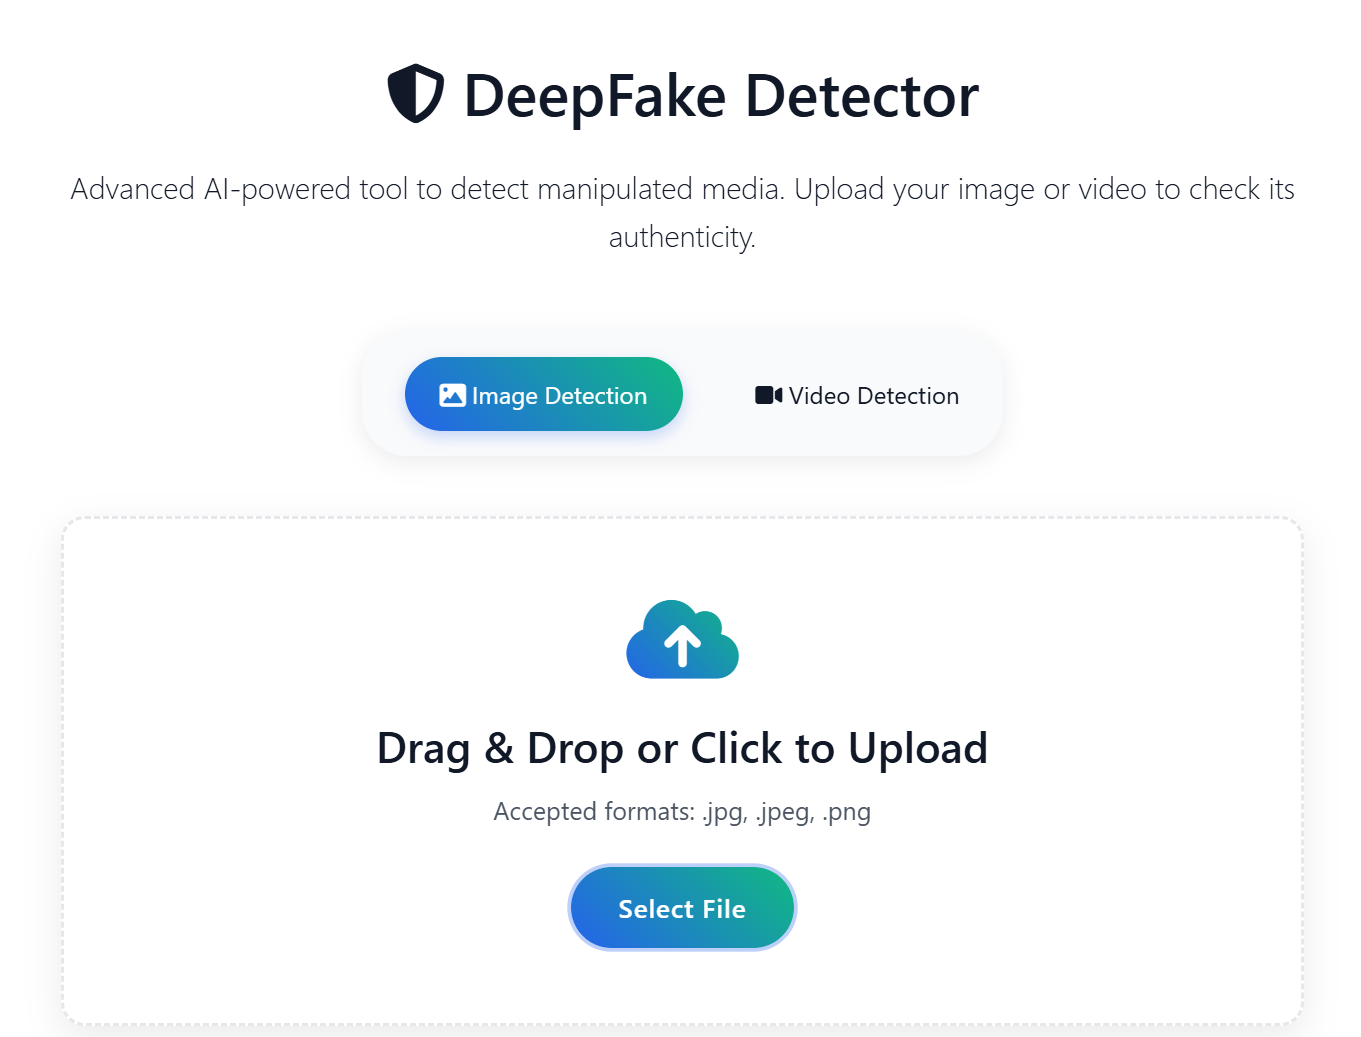 DeepFake Detector
Advanced AI-powered tool to detect manipulated media. Upload your image or video to check its
authenticity.
Image Detection
Video Detection
Drag & Drop or Click to Upload
Accepted formats: .jpg, .jpeg, .png
Select File